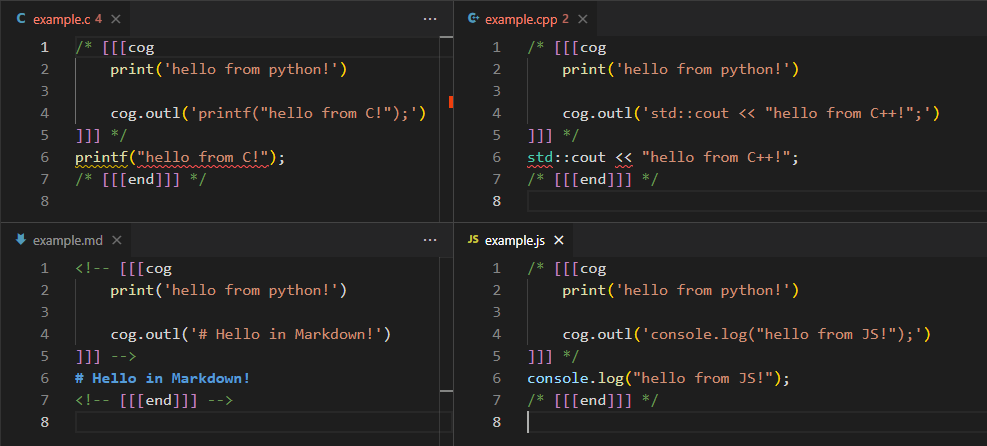 C example.c 4 ×
···
1 /* [[[cog
2     print('hello from python!')
3
4     cog.outl('printf("hello from C!");')
5 ]]] */
6 printf("hello from C!");
7 /* [[[end]]] */
8
example.cpp 2 ×
1 /* [[[cog
2     print('hello from python!')
3
4     cog.outl('std::cout << "hello from C++!";')
5 ]]] */
6 std::cout << "hello from C++!";
7 /* [[[end]]] */
8
example.md ×
···
1 <!-- [[[cog
2     print('hello from python!')
3
4     cog.outl('# Hello in Markdown!')
5 ]]] -->
6 # Hello in Markdown!
7 <!-- [[[end]]] -->
8
JS example.js ×
1 /* [[[cog
2     print('hello from python!')
3
4     cog.outl('console.log("hello from JS!");')
5 ]]] */
6 console.log("hello from JS!");
7 /* [[[end]]] */
8